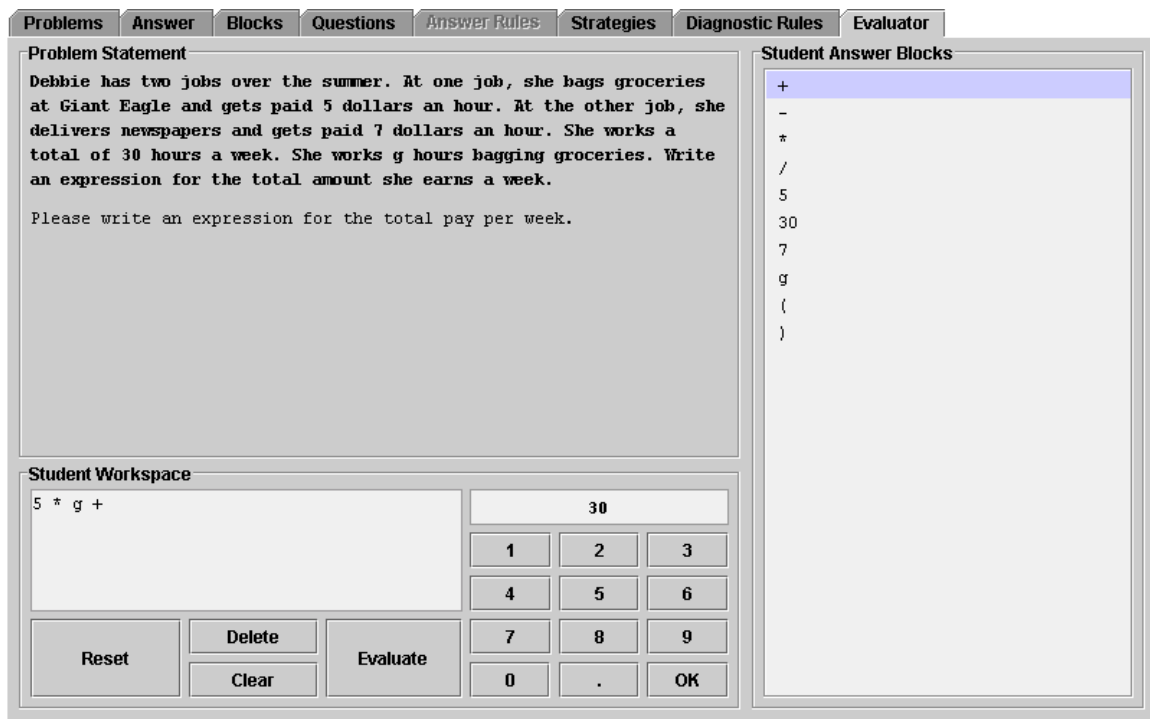 Problems Answer Blocks Questions Answer Rules Strategies Diagnostic Rules Evaluator
Problem Statement
Debbie has two jobs over the summer. At one job, she bags groceries
at Giant Eagle and gets paid 5 dollars an hour. At the other job, she
delivers newspapers and gets paid 7 dollars an hour. She works a
total of 30 hours a week. She works g hours bagging groceries. Write
an expression for the total amount she earns a week.
Please write an expression for the total pay per week.
Student Workspace
5 * g +
30
1 2 3
4 5 6
7 8 9
0 . OK
Reset
Delete
Clear
Evaluate
Student Answer Blocks
+
-
*
/
5
30
7
g
(
)